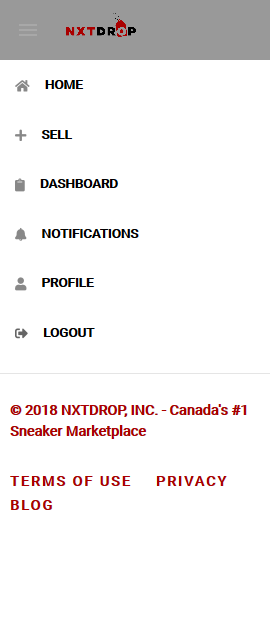 NXTDROP
HOME
SELL
DASHBOARD
NOTIFICATIONS
PROFILE
LOGOUT
© 2018 NXTDROP, INC. - Canada's #1
Sneaker Marketplace
TERMS OF USE PRIVACY
BLOG